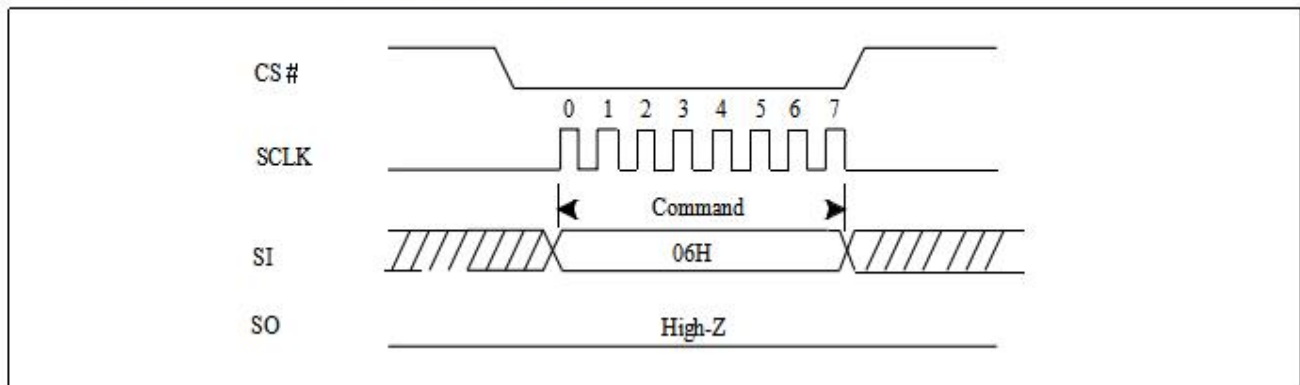 CS#
0 1 2 3 4 5 6 7
SCLK
Command
SI
06H
SO
High-Z